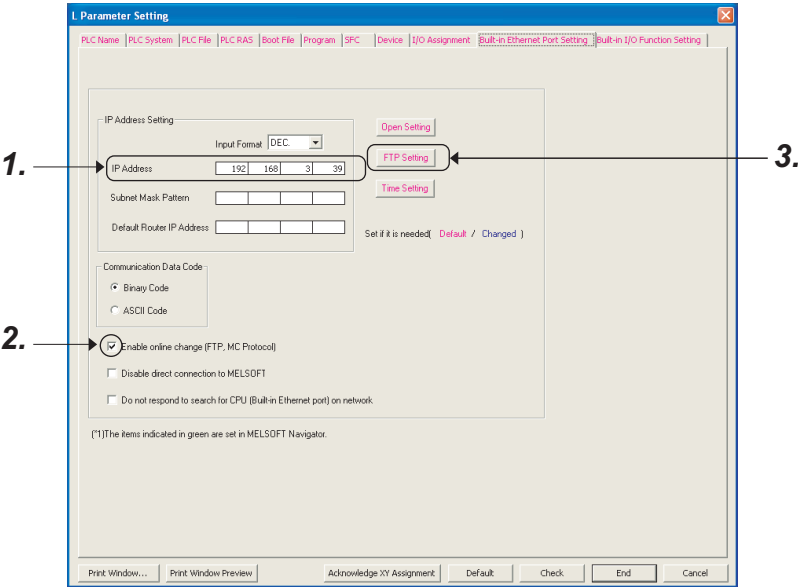 L Parameter Setting
PLC Name PLC System PLC File PLC RAS Boot File Program SFC Device I/O Assignment Built-in Ethernet Port Setting Built-in I/O Function Setting
IP Address Setting
Input Format DEC.
Open Setting
1.
IP Address 192 168 3 39
FTP Setting
3.
Subnet Mask Pattern
Time Setting
Default Router IP Address
Set if it is needed( Default / Changed )
Communication Data Code
Binary Code
ASCII Code
2.
Enable online change (FTP, MC Protocol)
Disable direct connection to MELSOFT
Do not respond to search for CPU (Built-in Ethernet port) on network
(*1)The items indicated in green are set in MELSOFT Navigator.
Print Window... Print Window Preview Acknowledge XY Assignment Default Check End Cancel